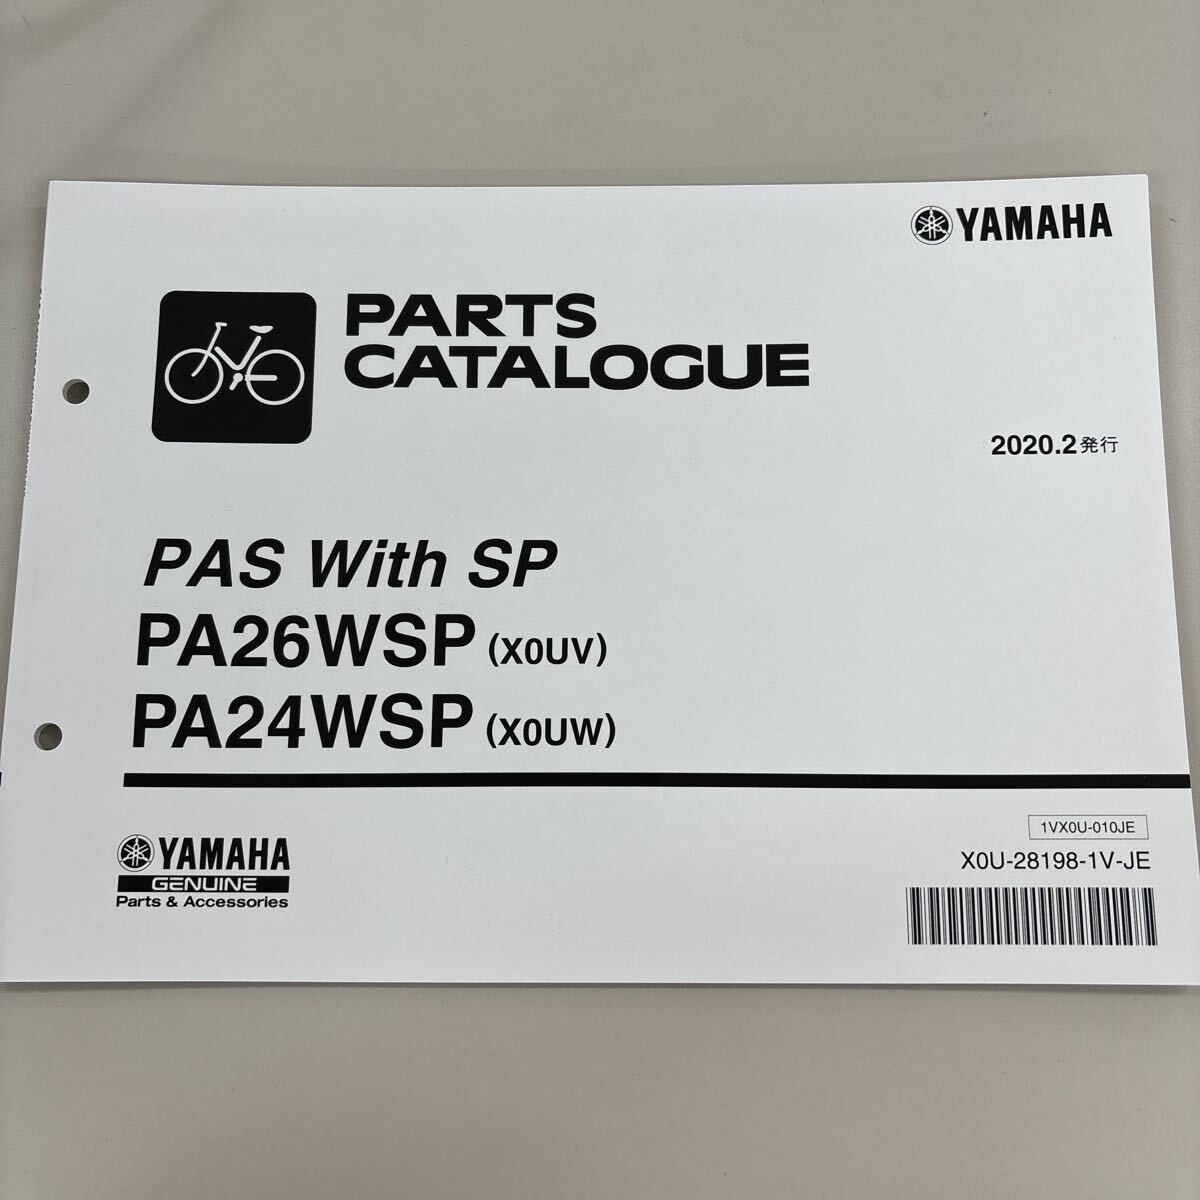 YAMAHA
PARTS
CATALOGUE
2020.2発行
PAS With SP
PA26WSP (X0UV)
PA24WSP (X0UW)
1VX0U-010JE
X0U-28198-1V-JE
YAMAHA
GENUINE
Parts & Accessories